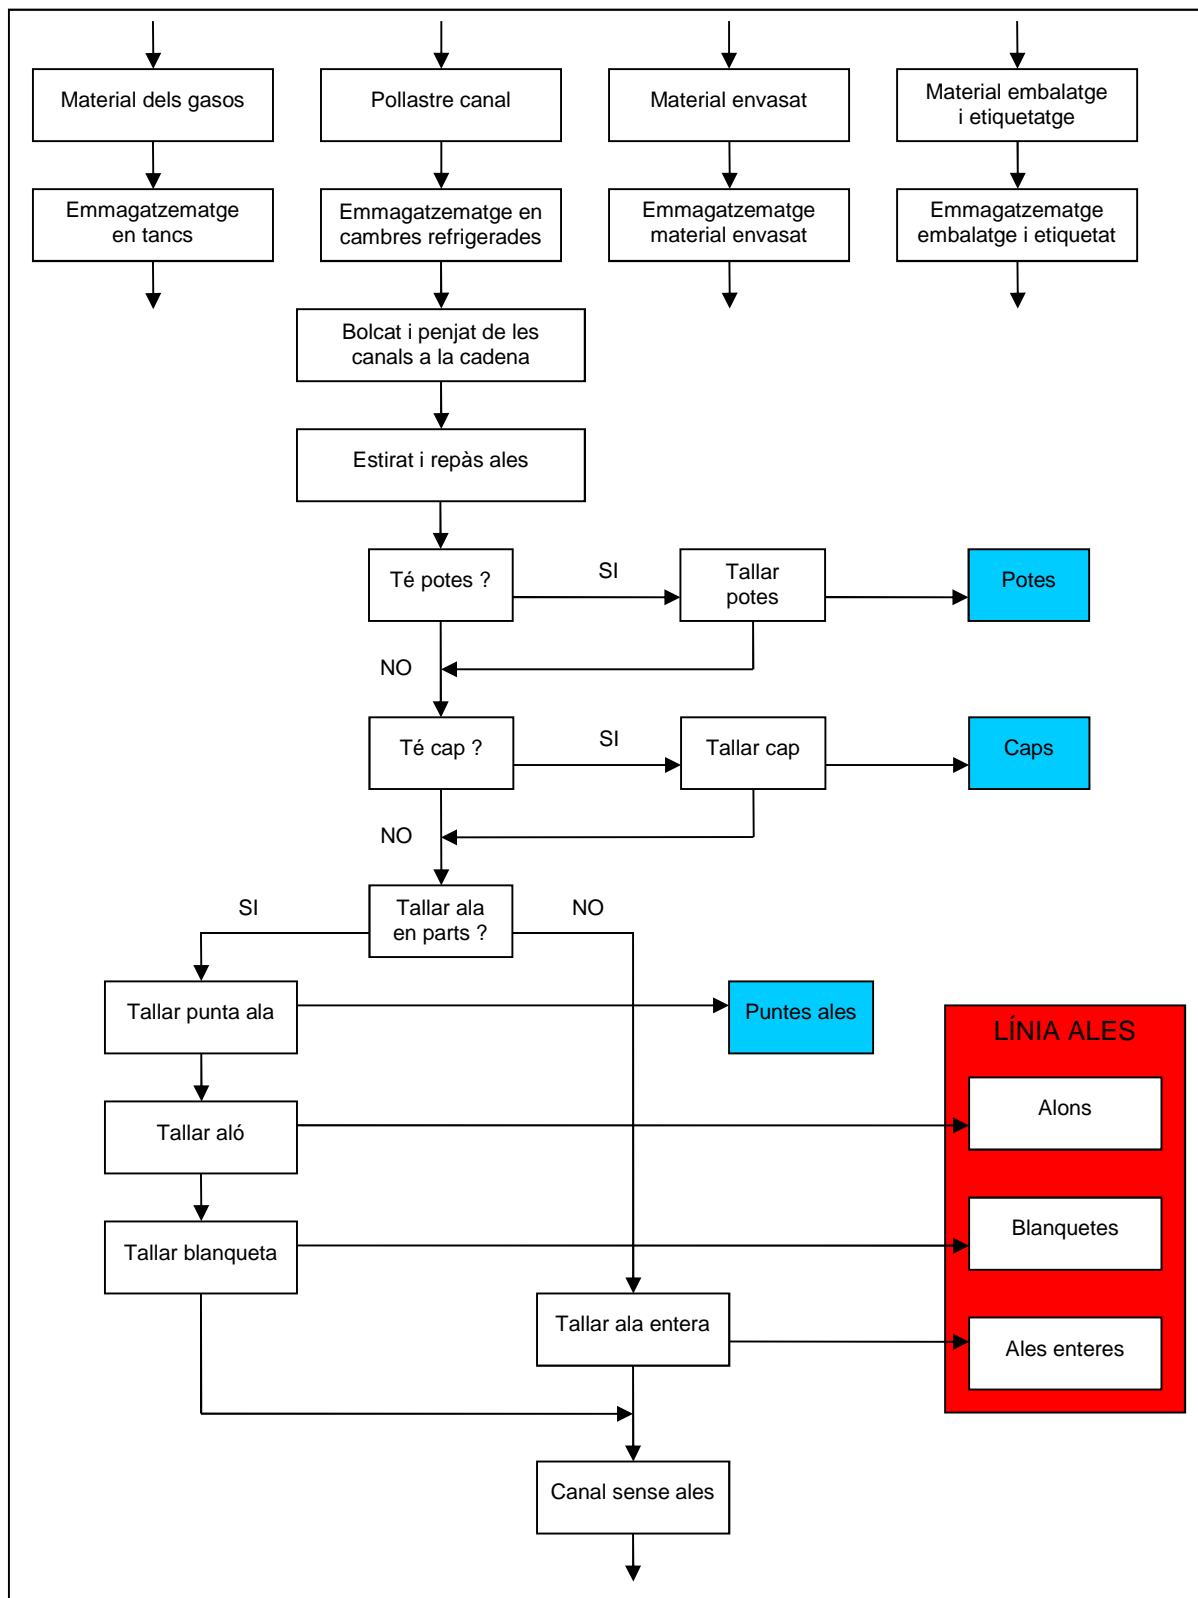 Material dels gasos
Pollastre canal
Material envasat
Material embalatge
i etiquetatge
Emmagatzematge
en tancs
Emmagatzematge en
cambres refrigerades
Emmagatzematge
material envasat
Emmagatzematge
embalatge i etiquetat
Bolcat i penjat de les
canals a la cadena
Estirat i repàs ales
Té potes ?
SI
Tallar
potes
Potes
NO
Té cap ?
SI
Tallar cap
Caps
NO
SI
Tallar ala
en parts ?
NO
Tallar punta ala
Puntes ales
LÍNIA ALES
Alons
Tallar aló
Blanquetes
Tallar blanqueta
Tallar ala entera
Ales enteres
Canal sense ales